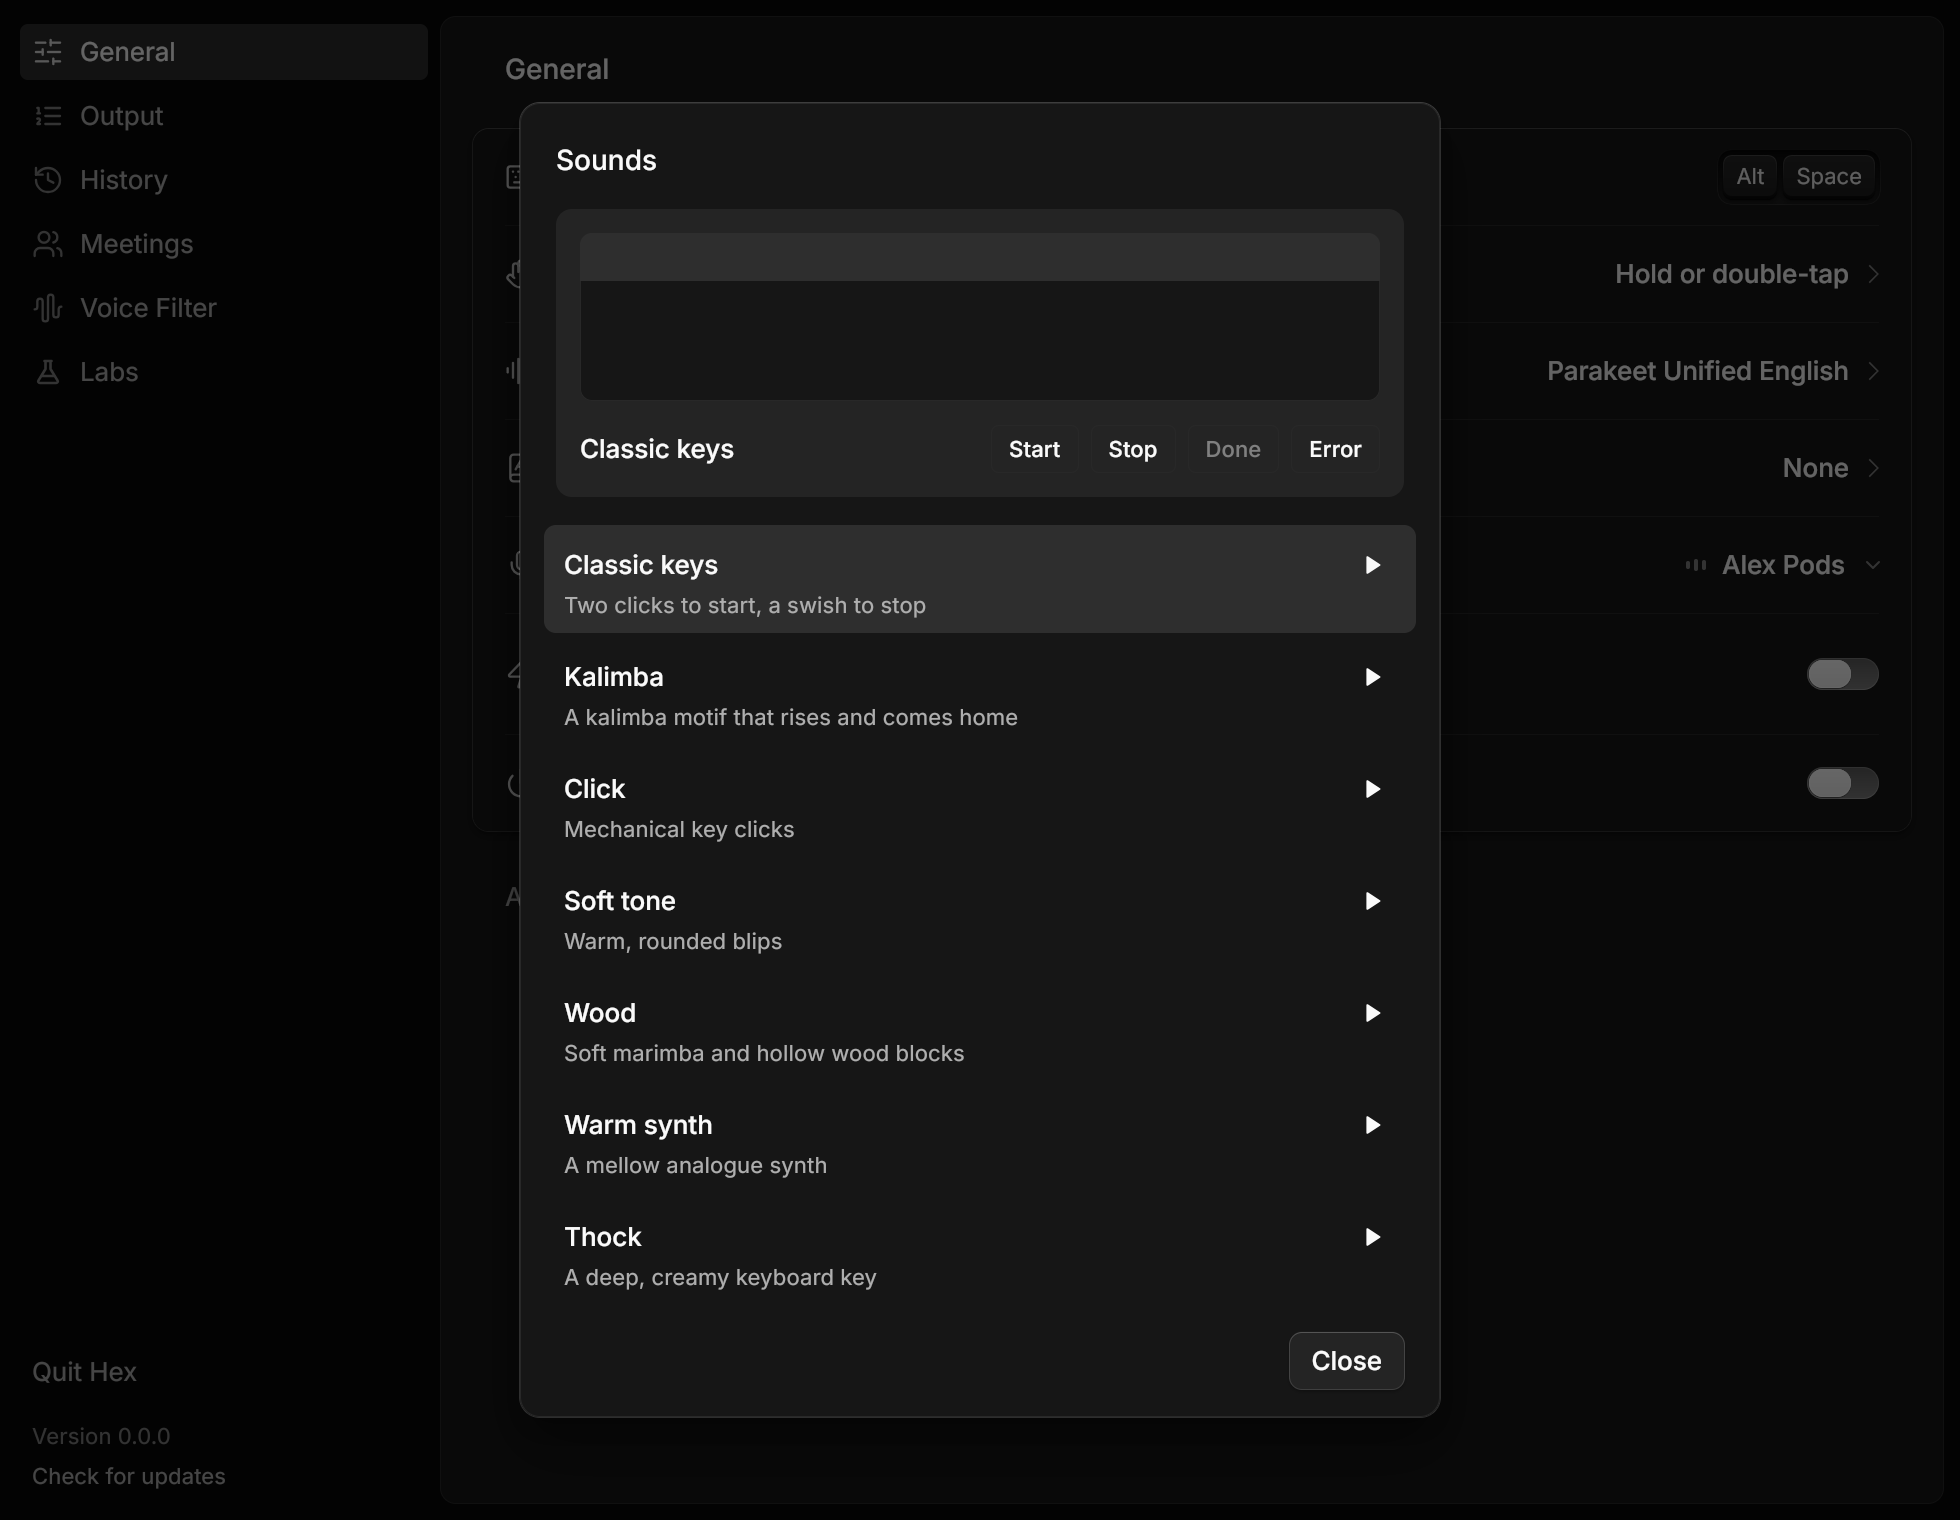 General
Output
History
Meetings
Voice Filter
Labs
Quit Hex
Version 0.0.0
Check for updates
General
Alt Space
Hold or double-tap
Parakeet Unified English
None
Alex Pods
A
Sounds
Classic keys
Start Stop Done Error
Classic keys
Two clicks to start, a swish to stop
Kalimba
A kalimba motif that rises and comes home
Click
Mechanical key clicks
Soft tone
Warm, rounded blips
Wood
Soft marimba and hollow wood blocks
Warm synth
A mellow analogue synth
Thock
A deep, creamy keyboard key
Close